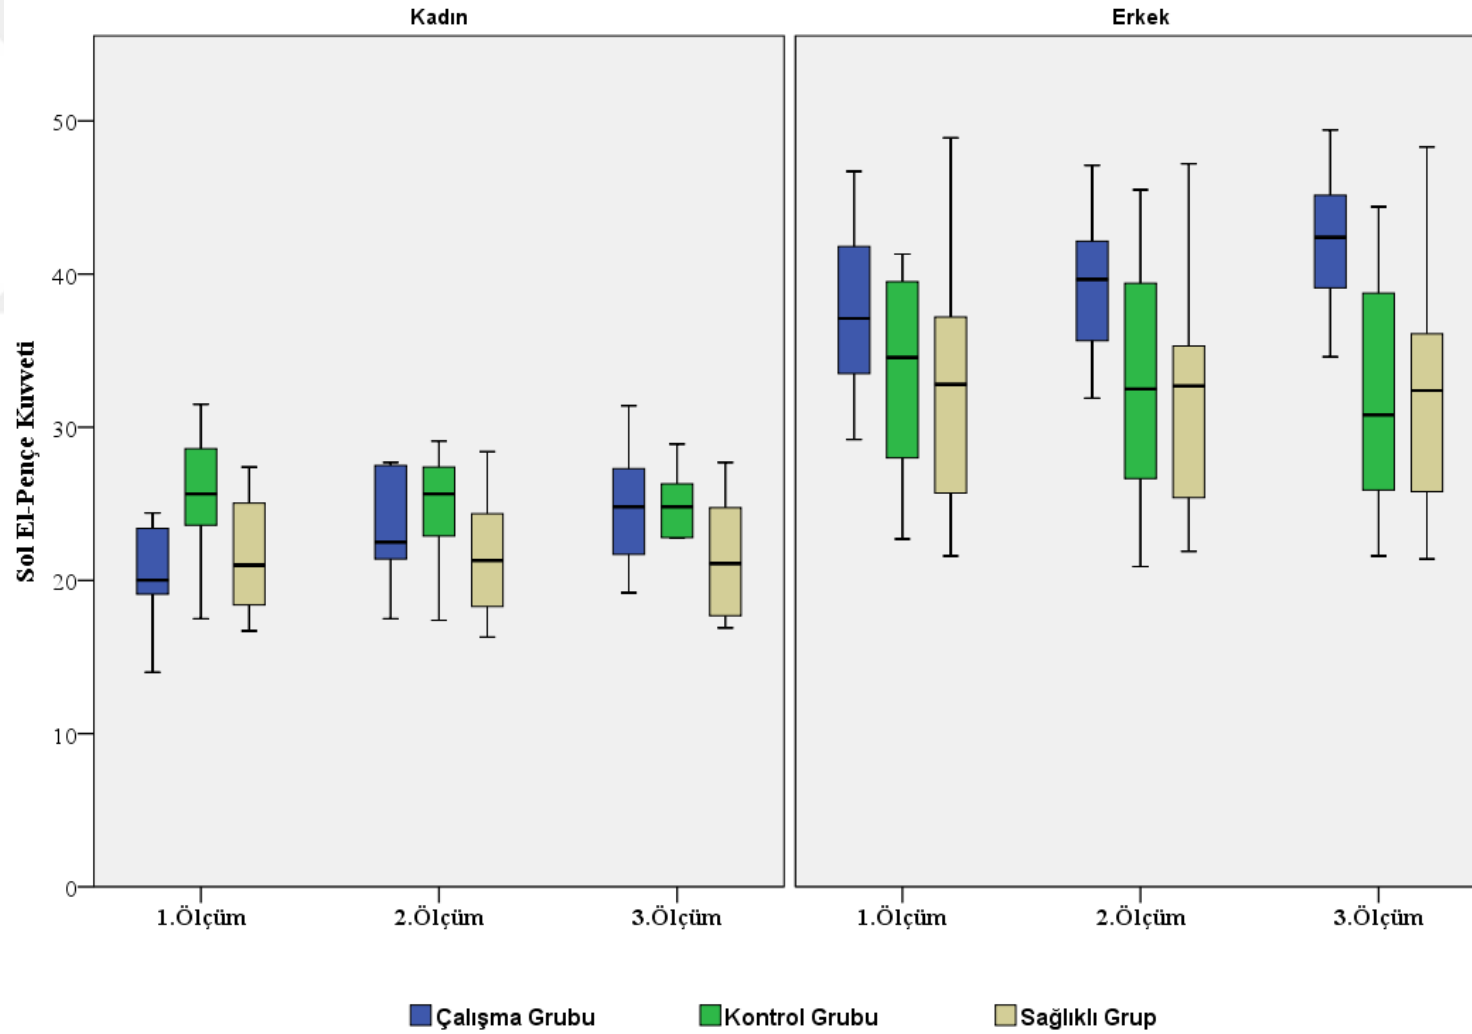 Kadın
Erkek
Sol El-Pençe Kuvveti
50
40
30
20
10
0
1.Ölçüm
2.Ölçüm
3.Ölçüm
1.Ölçüm
2.Ölçüm
3.Ölçüm
Çalışma Grubu
Kontrol Grubu
Sağlıklı Grup